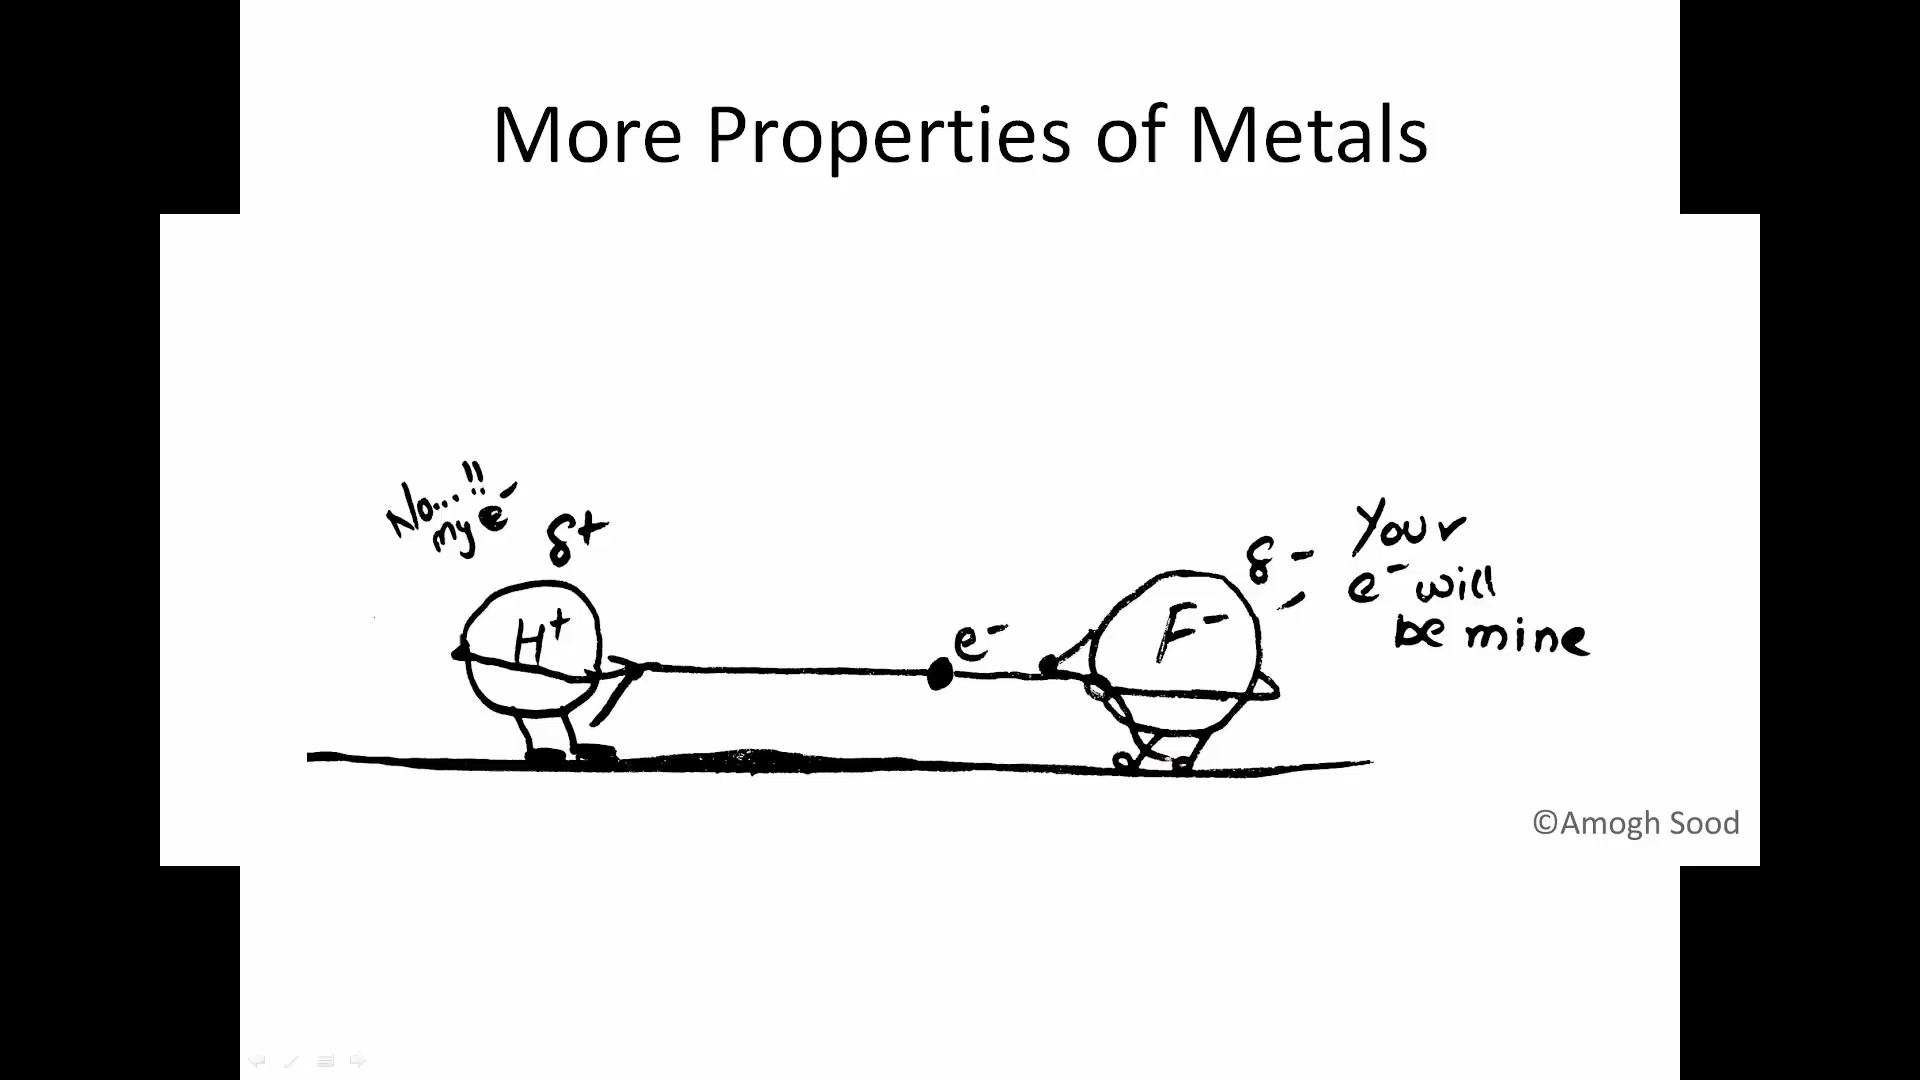 More Properties of Metals
No...!!
my e-
δ+
H+
e-
F-
δ-
Your
e- will
be mine
©Amogh Sood